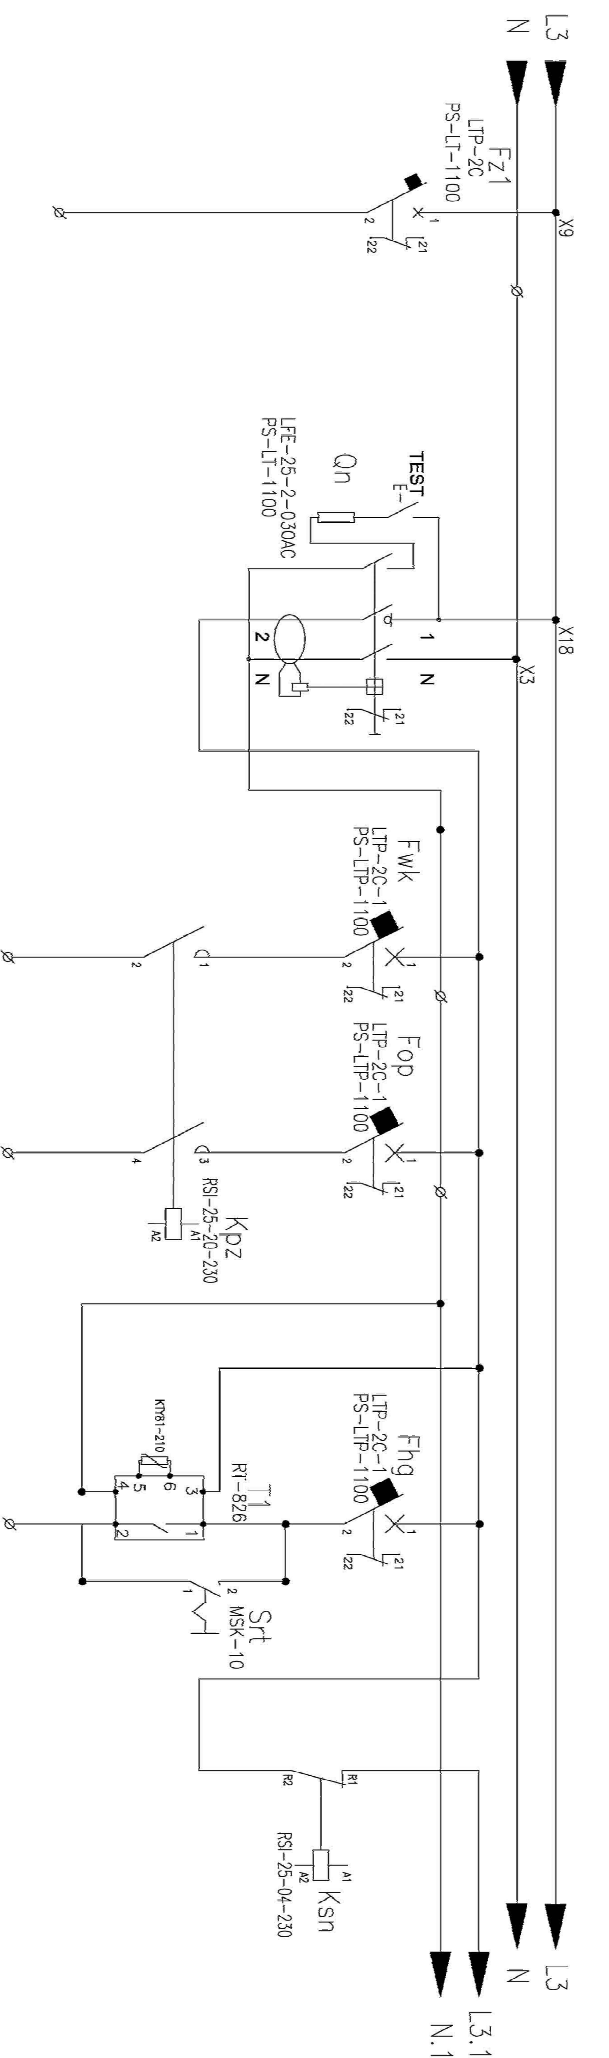 L3
N
Fz1
LTP-2C
PS-LT-1100
1
2
21
22
X9
TEST
E
Qn
LFE-25-2-030AC
PS-LT-1100
1
N
2
N
21
22
X18
X3
Fwk
LTP-2C-1
PS-LTP-1100
1
2
21
22
1
2
Fop
LTP-2C-1
PS-LTP-1100
1
2
21
22
3
4
Kpz
RSI-25-20-230
A1
A2
Fhg
LTP-2C-1
PS-LTP-1100
1
2
21
22
T1
RT-826
KTY81-210
3
6
5
4
1
2
Srt
MSK-10
2
1
R1
R2
Ksn
RSI-25-04-230
A1
A2
L3
N
L3.1
N.1